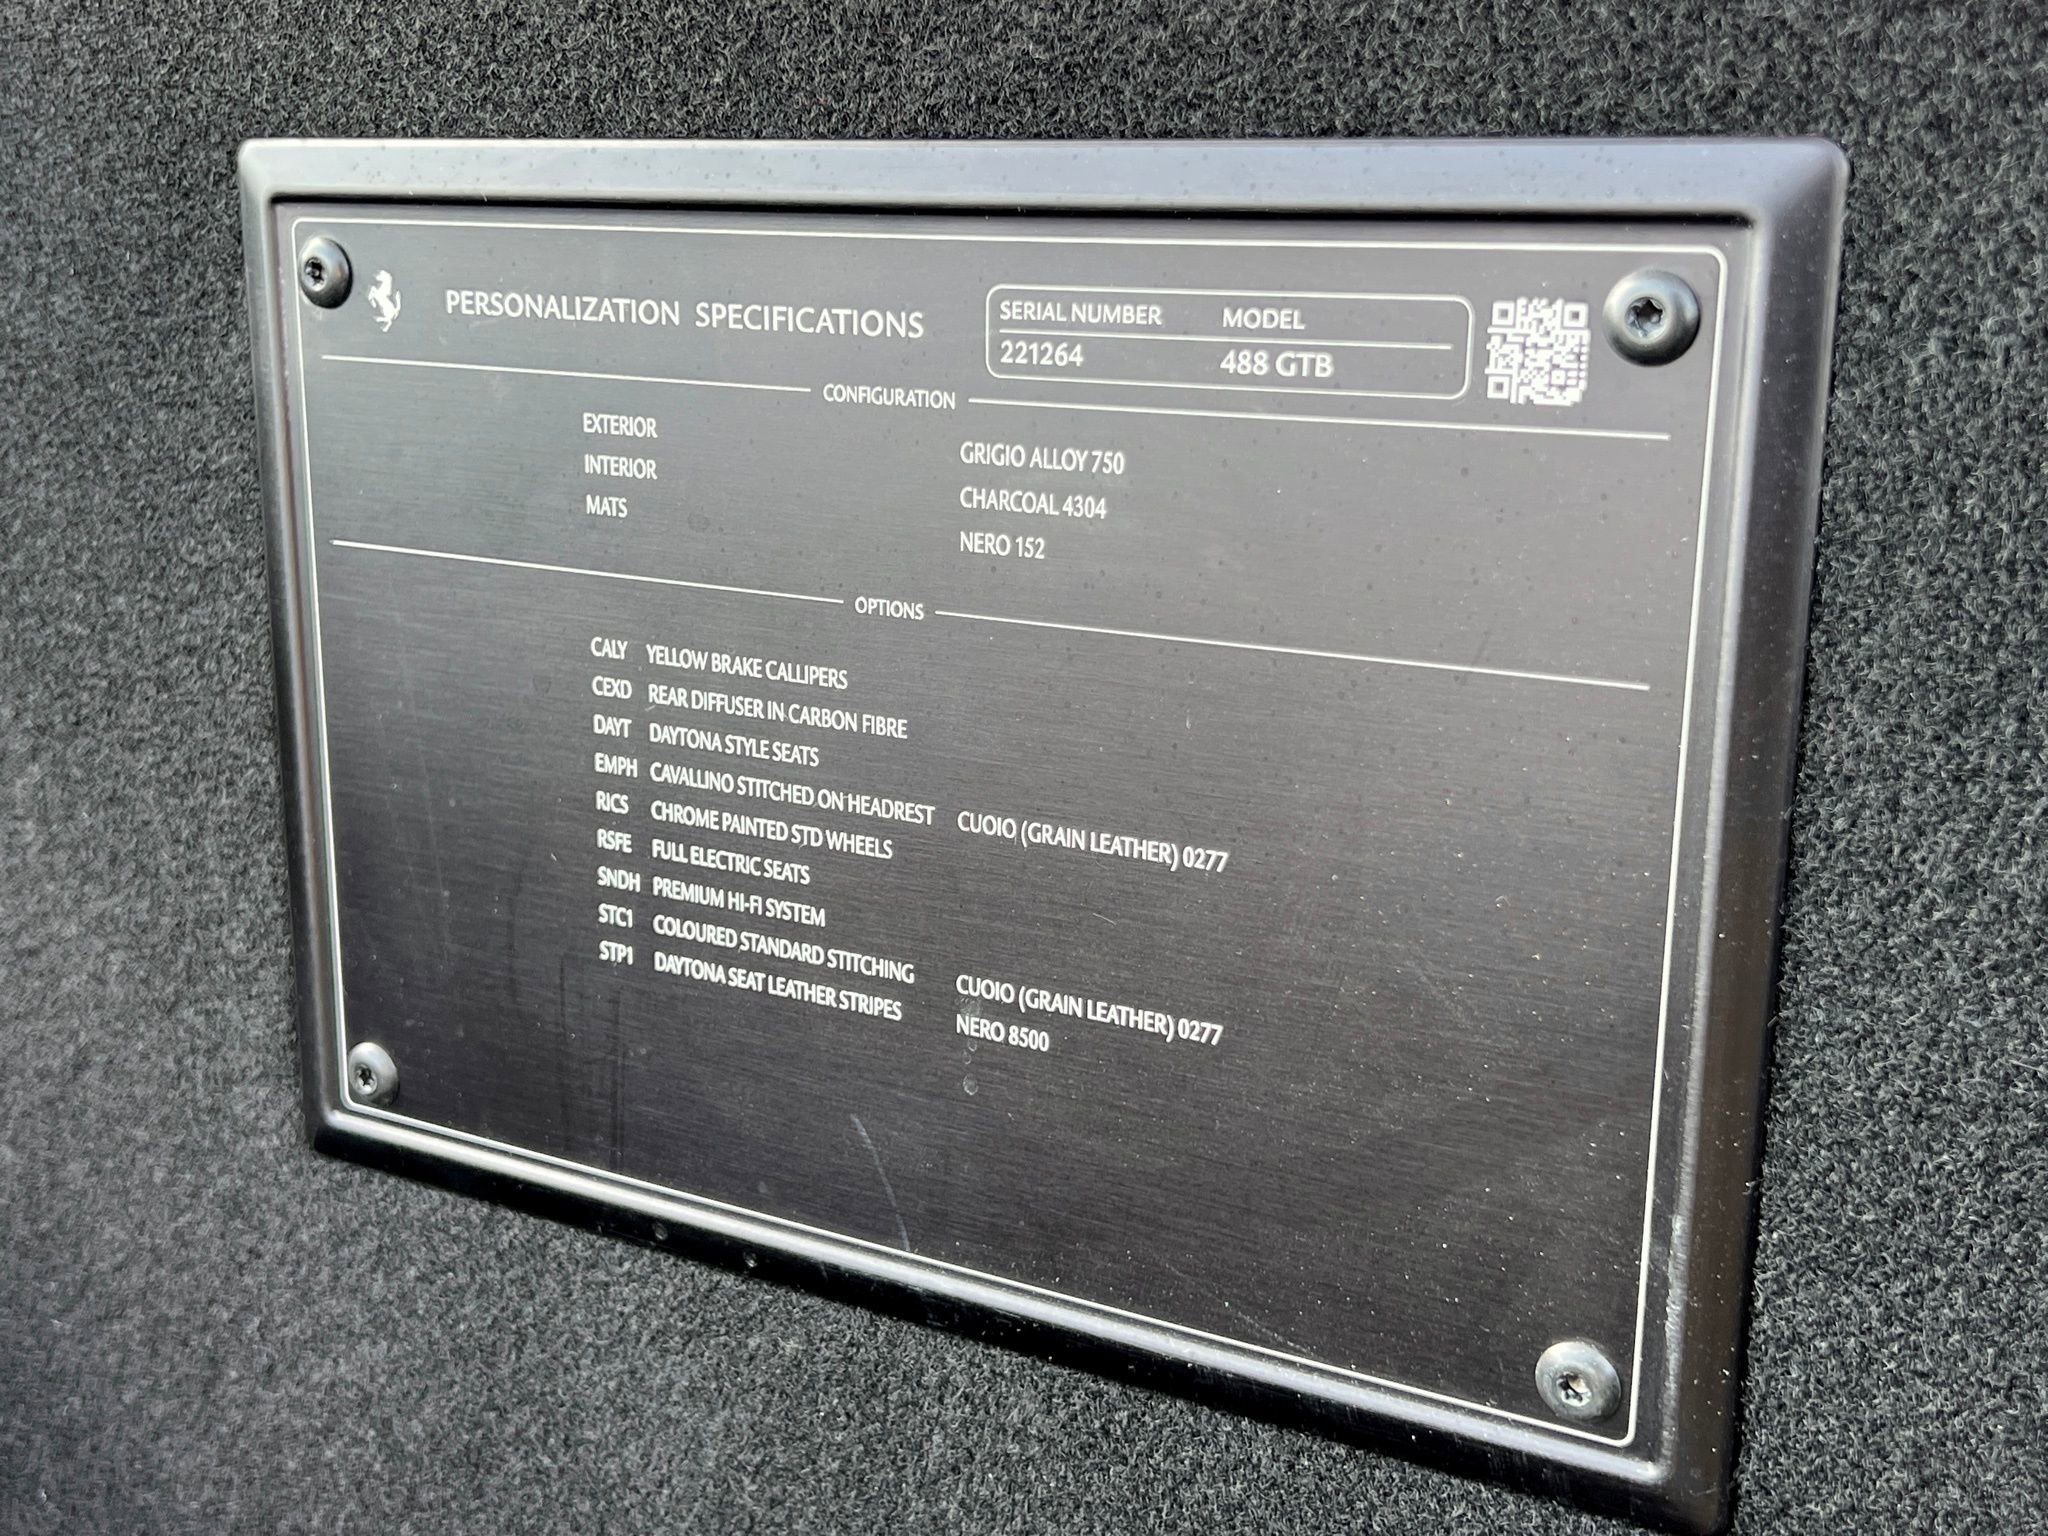 PERSONALIZATION SPECIFICATIONS
SERIAL NUMBER MODEL
221264 488 GTB
CONFIGURATION
EXTERIOR GRIGIO ALLOY 750
INTERIOR CHARCOAL 4304
MATS NERO 152
OPTIONS
CALY YELLOW BRAKE CALLIPERS
CEXD REAR DIFFUSER IN CARBON FIBRE
DAYT DAYTONA STYLE SEATS
EMPH CAVALLINO STITCHED ON HEADREST CUOIO (GRAIN LEATHER) 0277
RICS CHROME PAINTED STD WHEELS
RSFE FULL ELECTRIC SEATS
SNDH PREMIUM HI-FI SYSTEM
STC1 COLOURED STANDARD STITCHING CUOIO (GRAIN LEATHER) 0277
STP1 DAYTONA SEAT LEATHER STRIPES NERO 8500